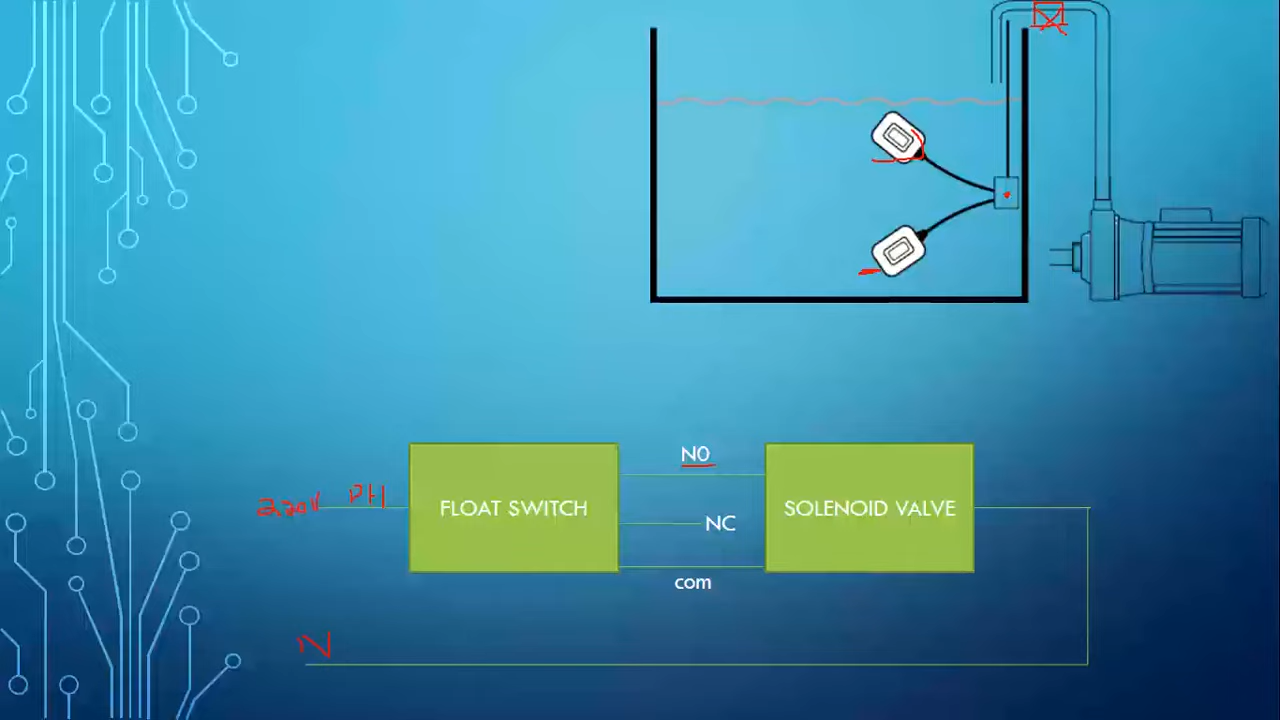 N0
220V PH
FLOAT SWITCH
SOLENOID VALVE
NC
com
N